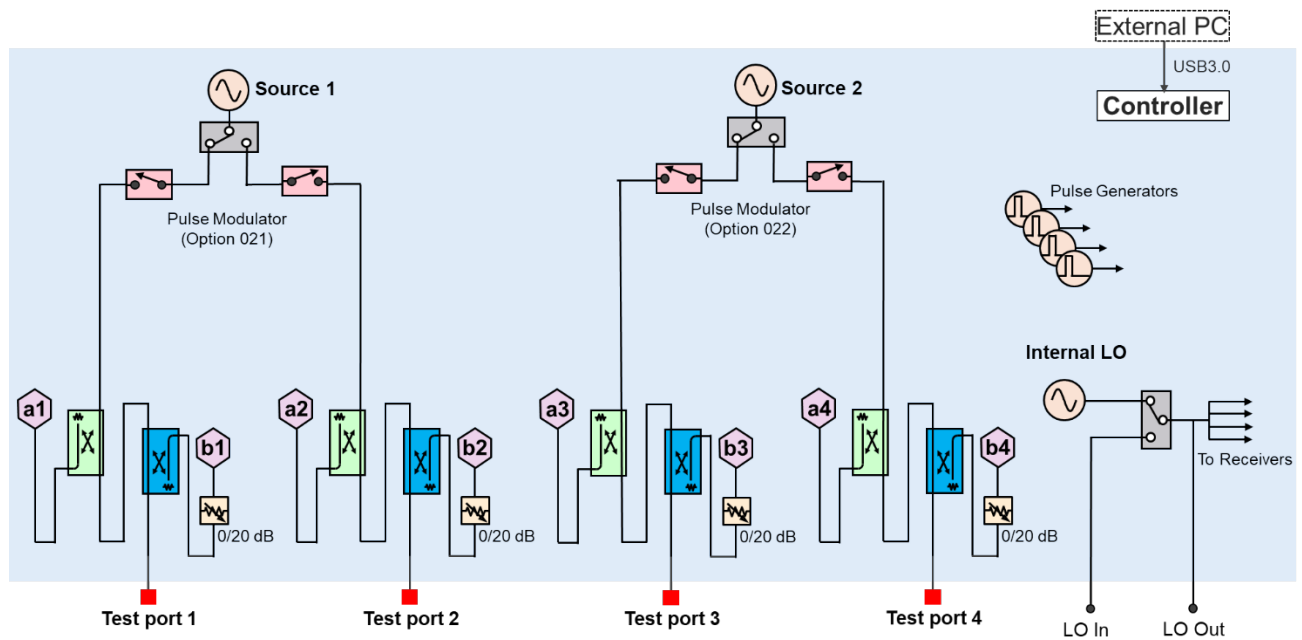 External PC
USB3.0
Controller
Source 1
Source 2
Pulse Modulator
(Option 021)
Pulse Modulator
(Option 022)
Pulse Generators
Internal LO
To Receivers
a1
b1
a2
b2
a3
b3
a4
b4
0/20 dB
0/20 dB
0/20 dB
0/20 dB
Test port 1
Test port 2
Test port 3
Test port 4
LO In
LO Out